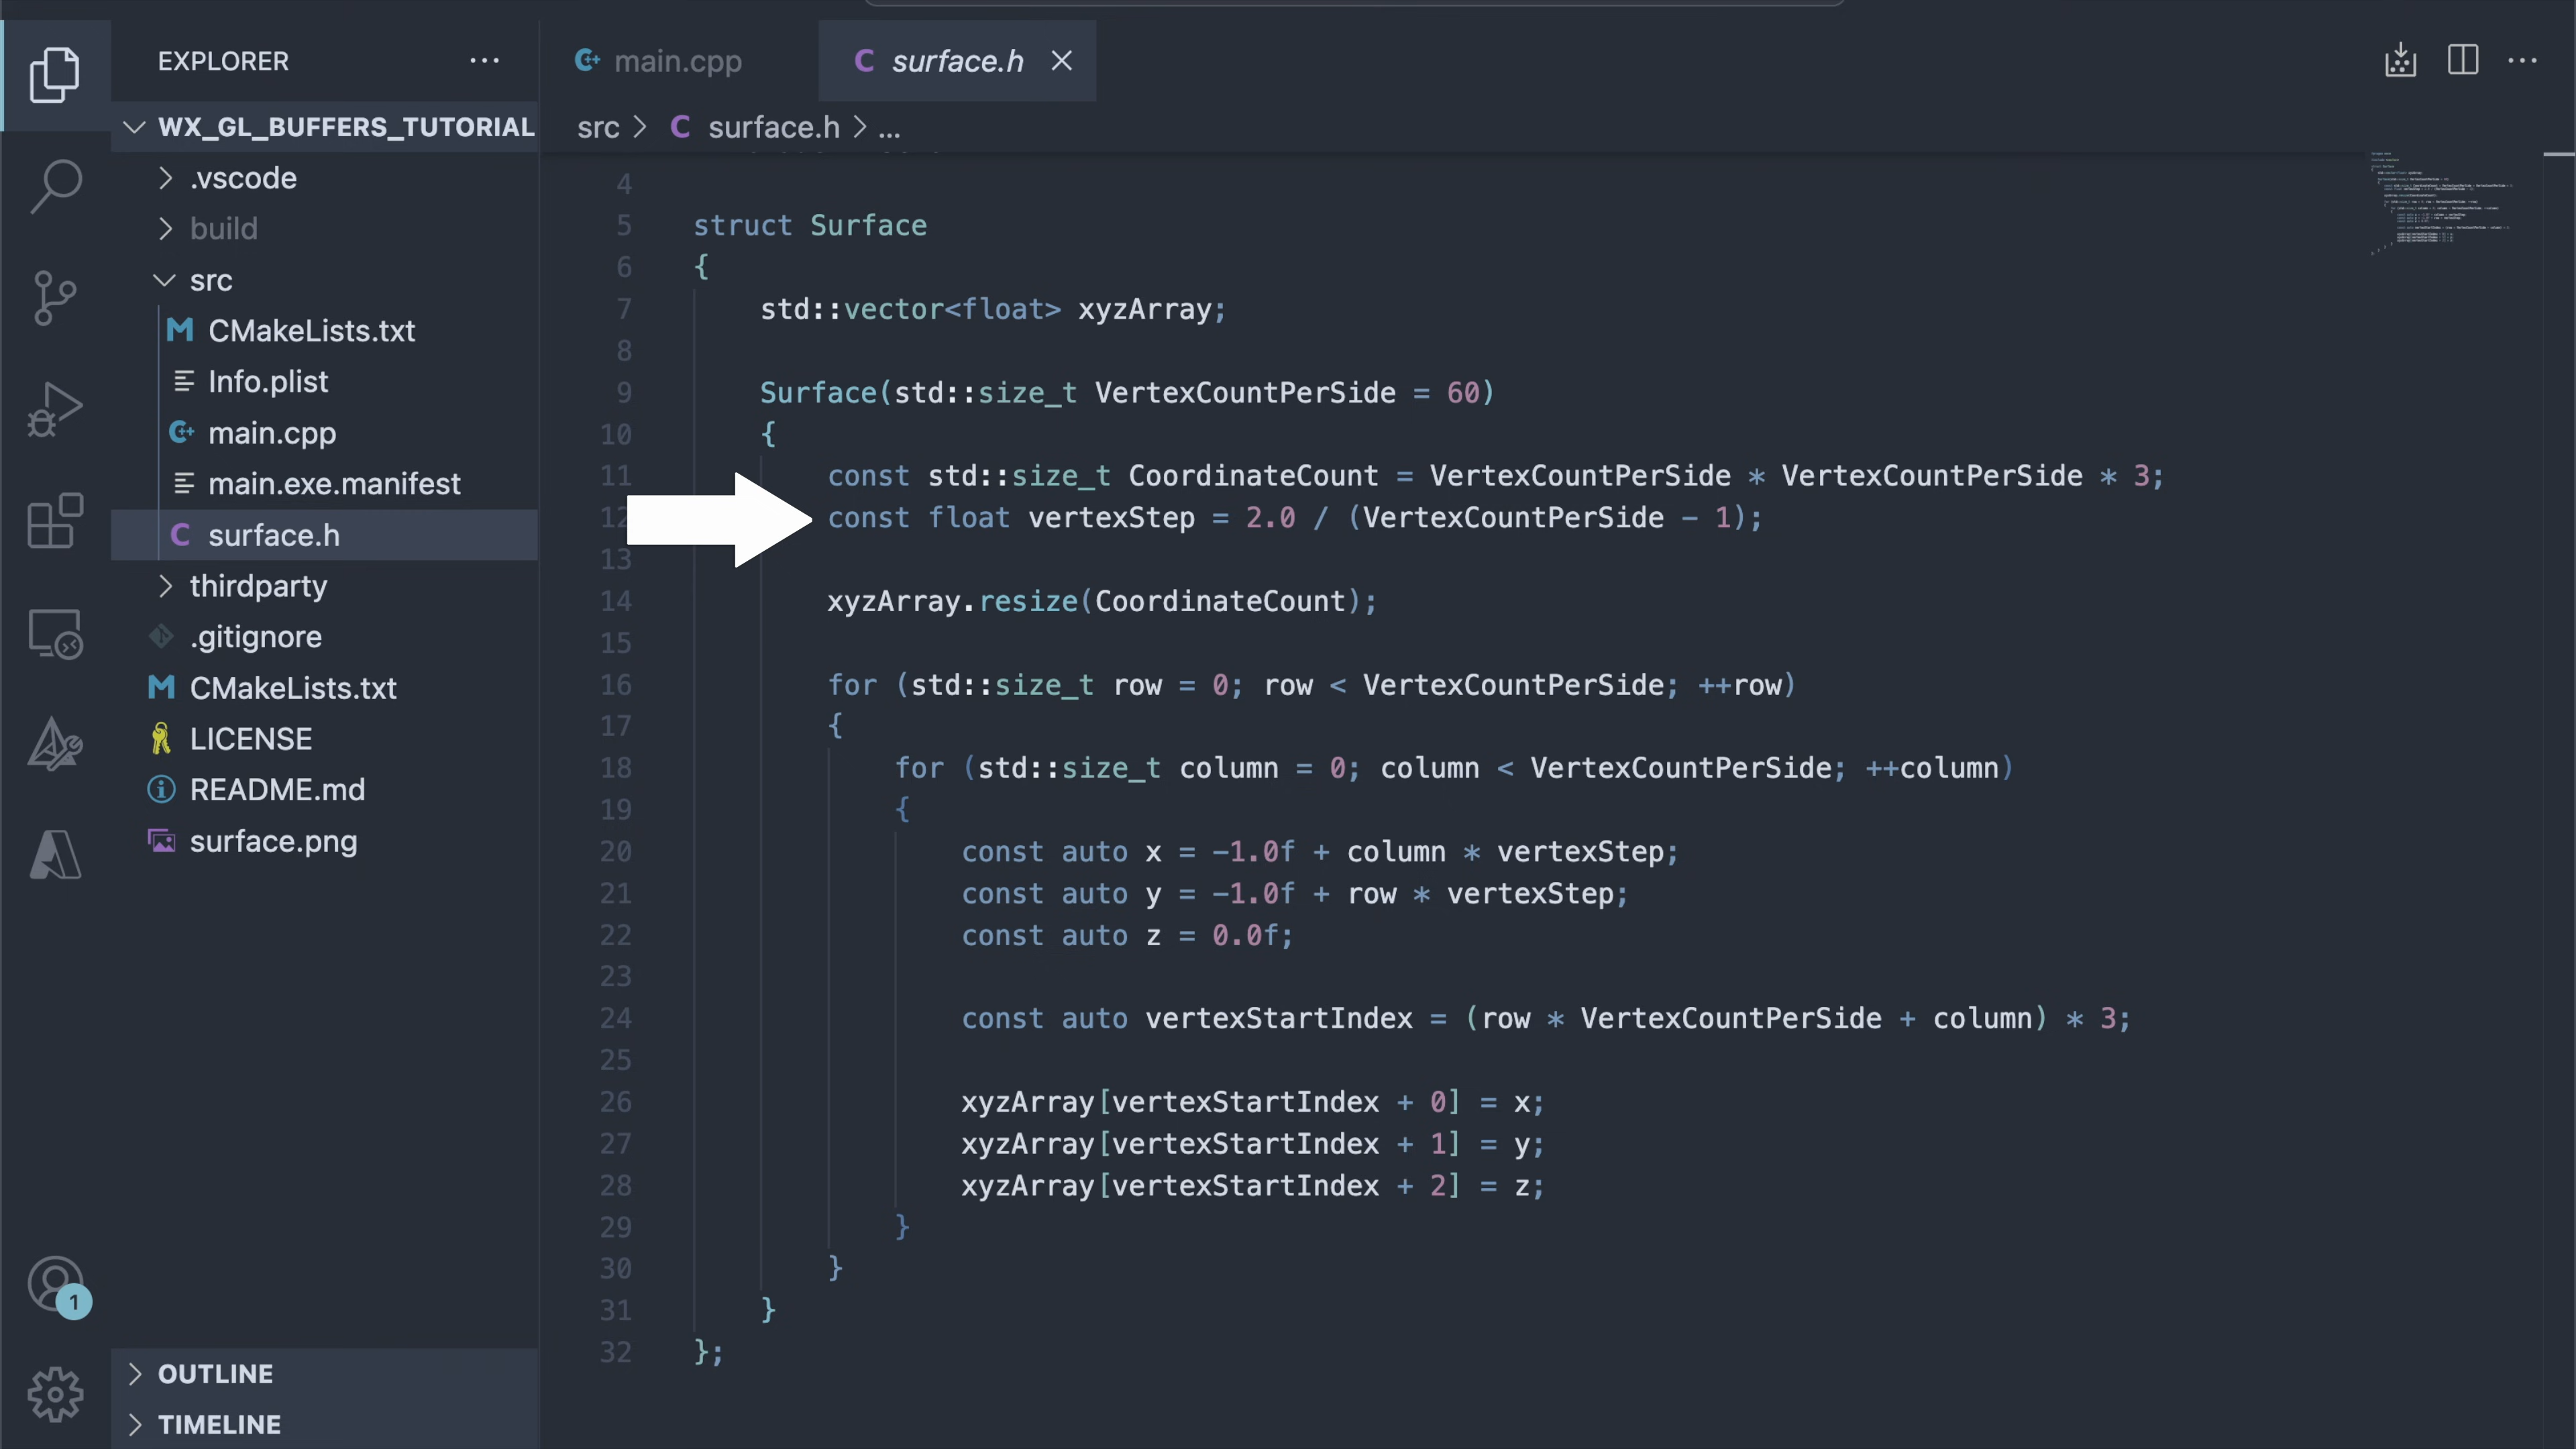 EXPLORER
WX_GL_BUFFERS_TUTORIAL
.vscode
build
src
CMakeLists.txt
Info.plist
main.cpp
main.exe.manifest
surface.h
thirdparty
.gitignore
CMakeLists.txt
LICENSE
README.md
surface.png
1
OUTLINE
TIMELINE
main.cpp
surface.h
src > C surface.h > ...
4
5 struct Surface
6 {
7 std::vector<float> xyzArray;
8
9 Surface(std::size_t VertexCountPerSide = 60)
10 {
11 const std::size_t CoordinateCount = VertexCountPerSide * VertexCountPerSide * 3;
12 const float vertexStep = 2.0 / (VertexCountPerSide - 1);
13
14 xyzArray.resize(CoordinateCount);
15
16 for (std::size_t row = 0; row < VertexCountPerSide; ++row)
17 {
18 for (std::size_t column = 0; column < VertexCountPerSide; ++column)
19 {
20 const auto x = -1.0f + column * vertexStep;
21 const auto y = -1.0f + row * vertexStep;
22 const auto z = 0.0f;
23
24 const auto vertexStartIndex = (row * VertexCountPerSide + column) * 3;
25
26 xyzArray[vertexStartIndex + 0] = x;
27 xyzArray[vertexStartIndex + 1] = y;
28 xyzArray[vertexStartIndex + 2] = z;
29 }
30 }
31 }
32 };